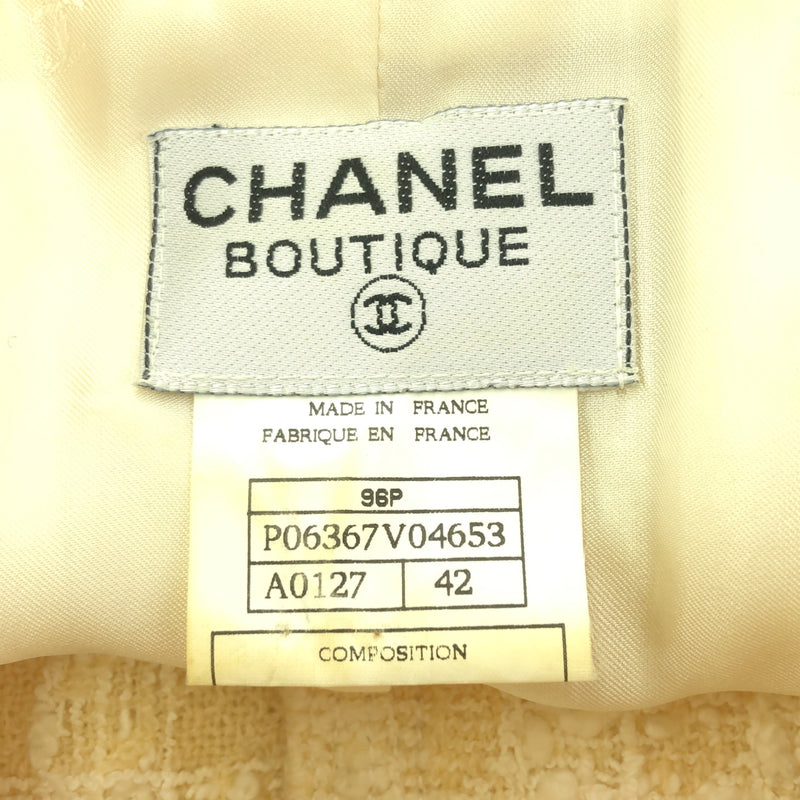 CHANEL
BOUTIQUE
MADE IN FRANCE
FABRIQUE EN FRANCE
96P
P06367V04653
A0127 42
COMPOSITION